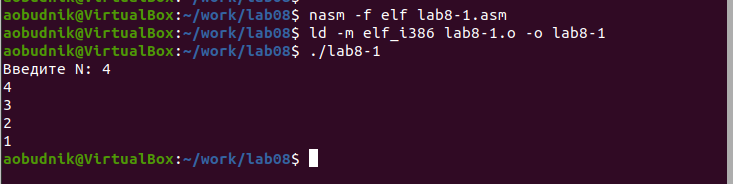 aobudnik@VirtualBox:~/work/lab08$ nasm -f elf lab8-1.asm
aobudnik@VirtualBox:~/work/lab08$ ld -m elf_i386 lab8-1.o -o lab8-1
aobudnik@VirtualBox:~/work/lab08$ ./lab8-1
Введите N: 4
4
3
2
1
aobudnik@VirtualBox:~/work/lab08$